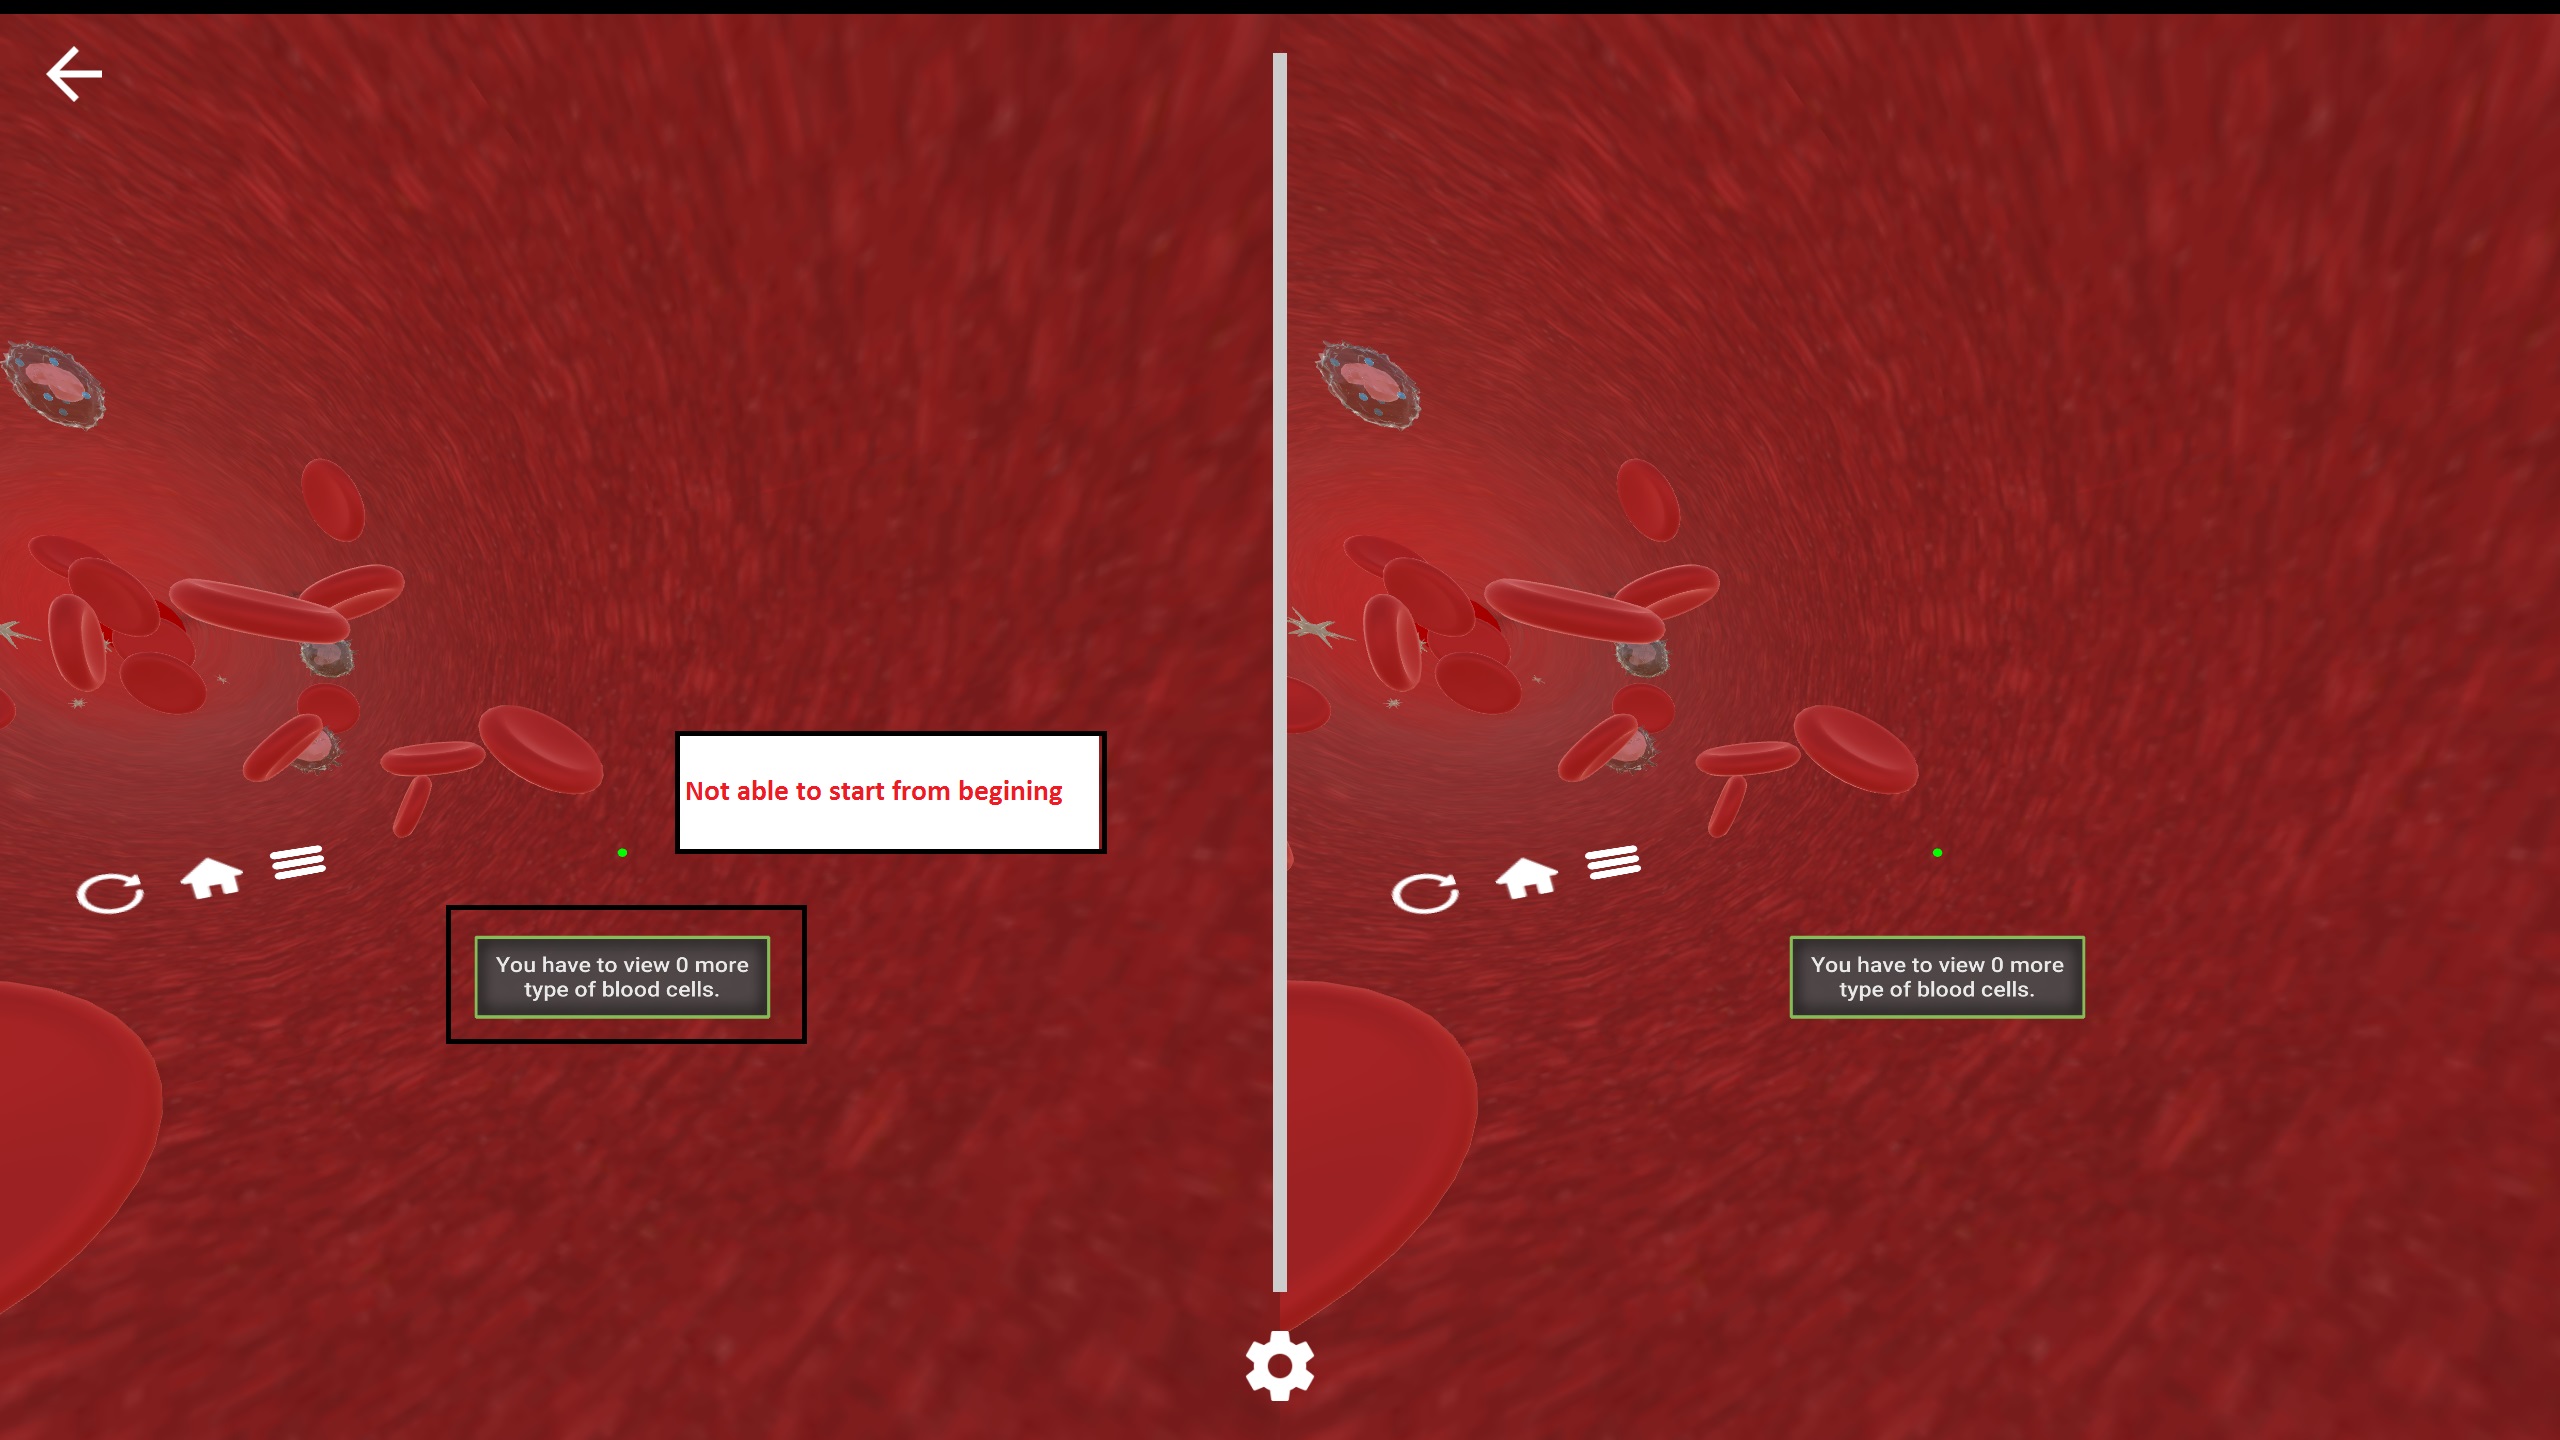 Not able to start from begining
You have to view 0 more
type of blood cells.
You have to view 0 more
type of blood cells.